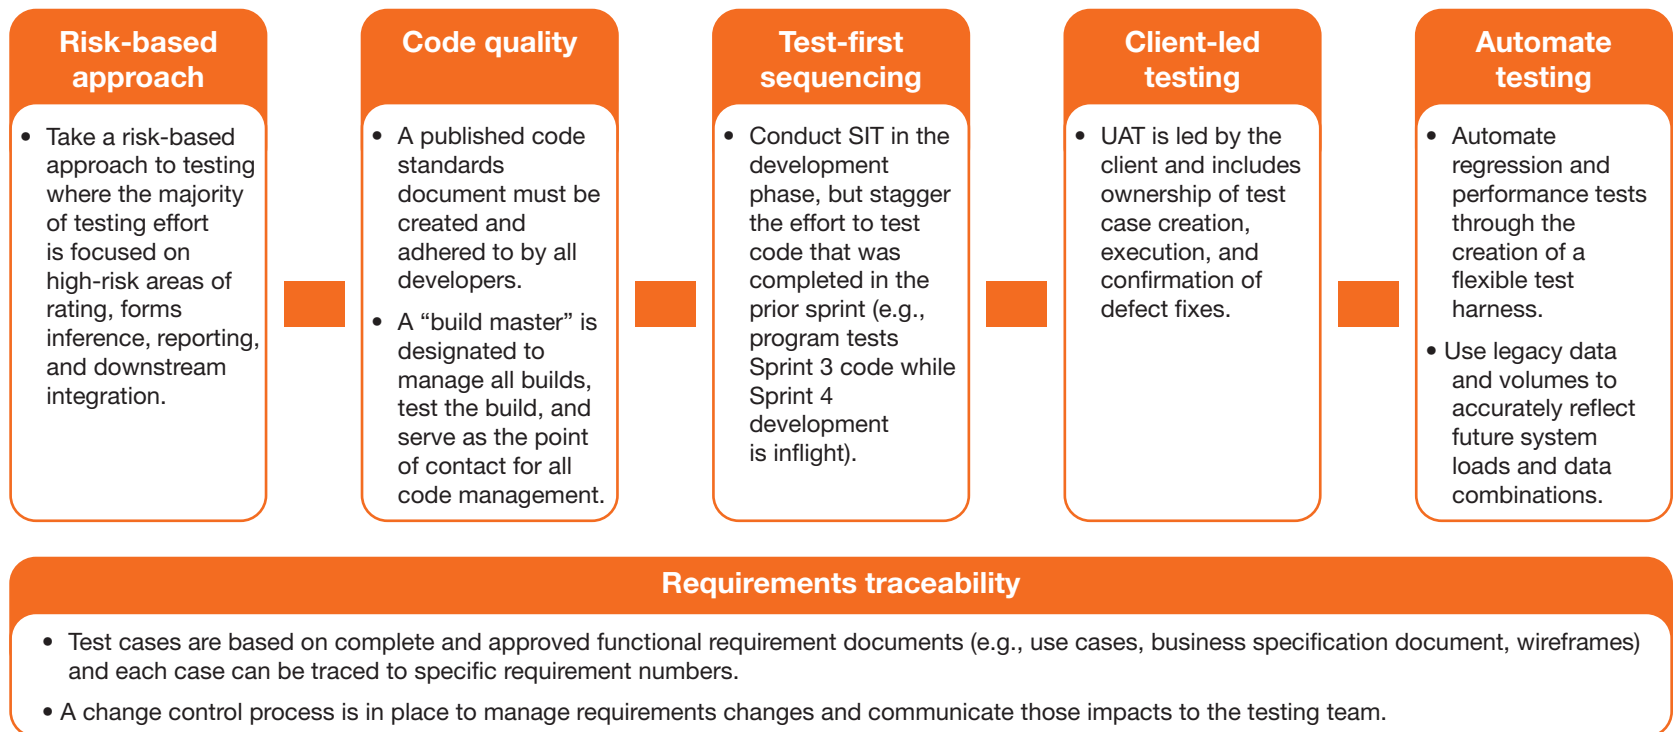 Risk-based
approach
• Take a risk-based
approach to testing
where the majority
of testing effort
is focused on
high-risk areas of
rating, forms
inference, reporting,
and downstream
integration.
Code quality
• A published code
standards
document must be
created and
adhered to by all
developers.
• A “build master” is
designated to
manage all builds,
test the build, and
serve as the point
of contact for all
code management.
Test-first
sequencing
• Conduct SIT in the
development
phase, but stagger
the effort to test
code that was
completed in the
prior sprint (e.g.,
program tests
Sprint 3 code while
Sprint 4
development
is inflight).
Client-led
testing
• UAT is led by the
client and includes
ownership of test
case creation,
execution, and
confirmation of
defect fixes.
Automate
testing
• Automate
regression and
performance tests
through the
creation of a
flexible test
harness.
• Use legacy data
and volumes to
accurately reflect
future system
loads and data
combinations.
Requirements traceability
• Test cases are based on complete and approved functional requirement documents (e.g., use cases, business specification document, wireframes)
and each case can be traced to specific requirement numbers.
• A change control process is in place to manage requirements changes and communicate those impacts to the testing team.